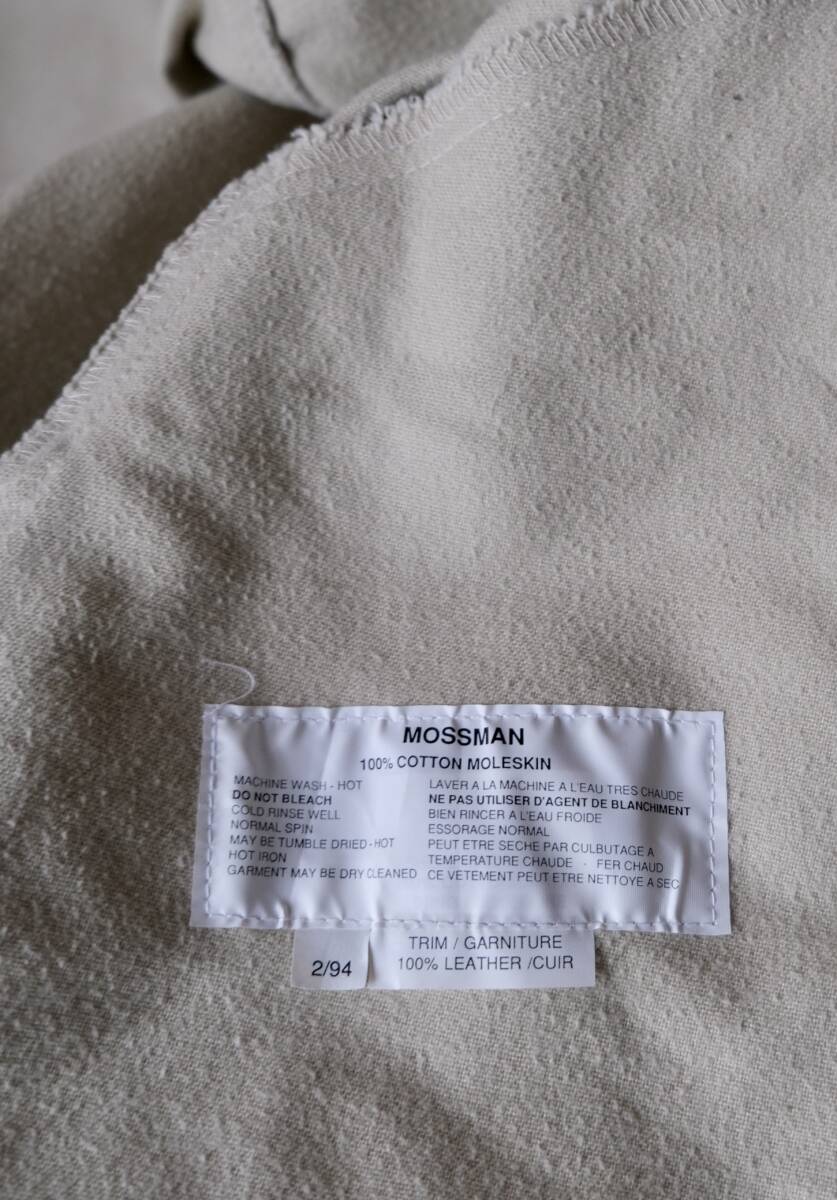 MOSSMAN
100% COTTON MOLESKIN
MACHINE WASH - HOT
DO NOT BLEACH
COLD RINSE WELL
NORMAL SPIN
MAY BE TUMBLE DRIED - HOT
HOT IRON
GARMENT MAY BE DRY CLEANED
LAVER A LA MACHINE A L'EAU TRES CHAUDE
NE PAS UTILISER D'AGENT DE BLANCHIMENT
BIEN RINCER A L'EAU FROIDE
ESSORAGE NORMAL
PEUT ETRE SECHE PAR CULBUTAGE A
TEMPERATURE CHAUDE · FER CHAUD
CE VETEMENT PEUT ETRE NETTOYE A SEC
2/94
TRIM / GARNITURE
100% LEATHER /CUIR